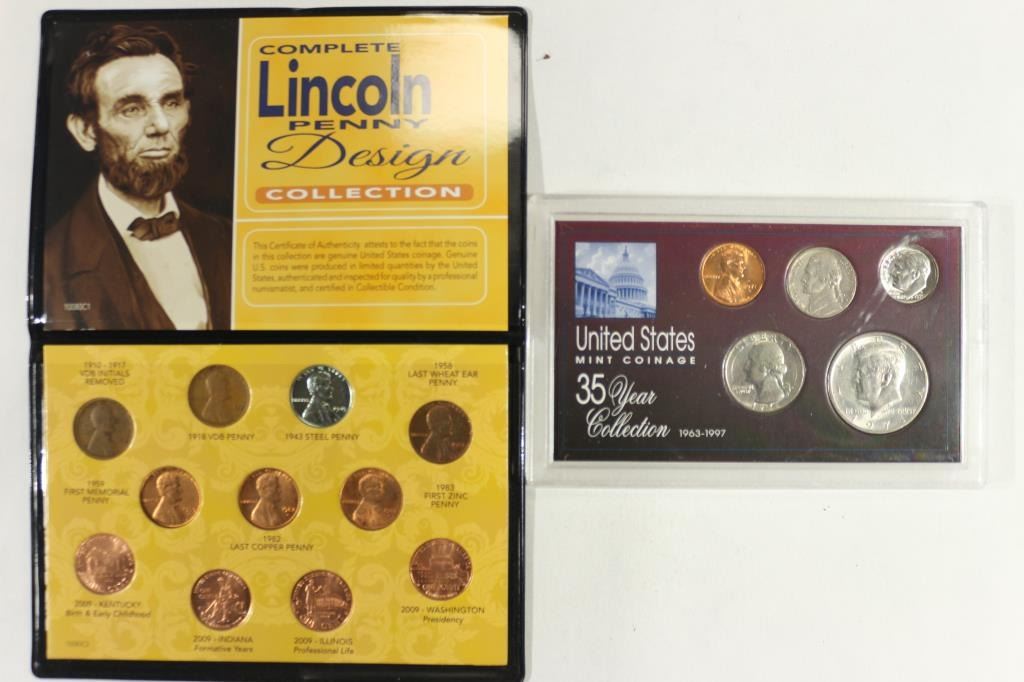 COMPLETE
Lincoln
PENNY
Design
COLLECTION
This Certificate of Authenticity, attests to the fact that the coins
in this collection are genuine United States coinage. Genuine
U.S. coins were produced in limited quantities by the United
States, authenticated and inspected for quality by a professional
numismatist, and certified in Collectible Condition.
1910 - 1917
VDB INITIALS
REMOVED
1918 VDB PENNY
1943 STEEL PENNY
1958
LAST WHEAT EAR
PENNY
1959
FIRST MEMORIAL
PENNY
1982
LAST COPPER PENNY
1983
FIRST ZINC
PENNY
2009 - KENTUCKY
Birth & Early Childhood
2009 - INDIANA
Formative Years
2009 - ILLINOIS
Professional Life
2009 - WASHINGTON
Presidency
United States
MINT COINAGE
35 Year
Collection 1963-1997
LIBERTY